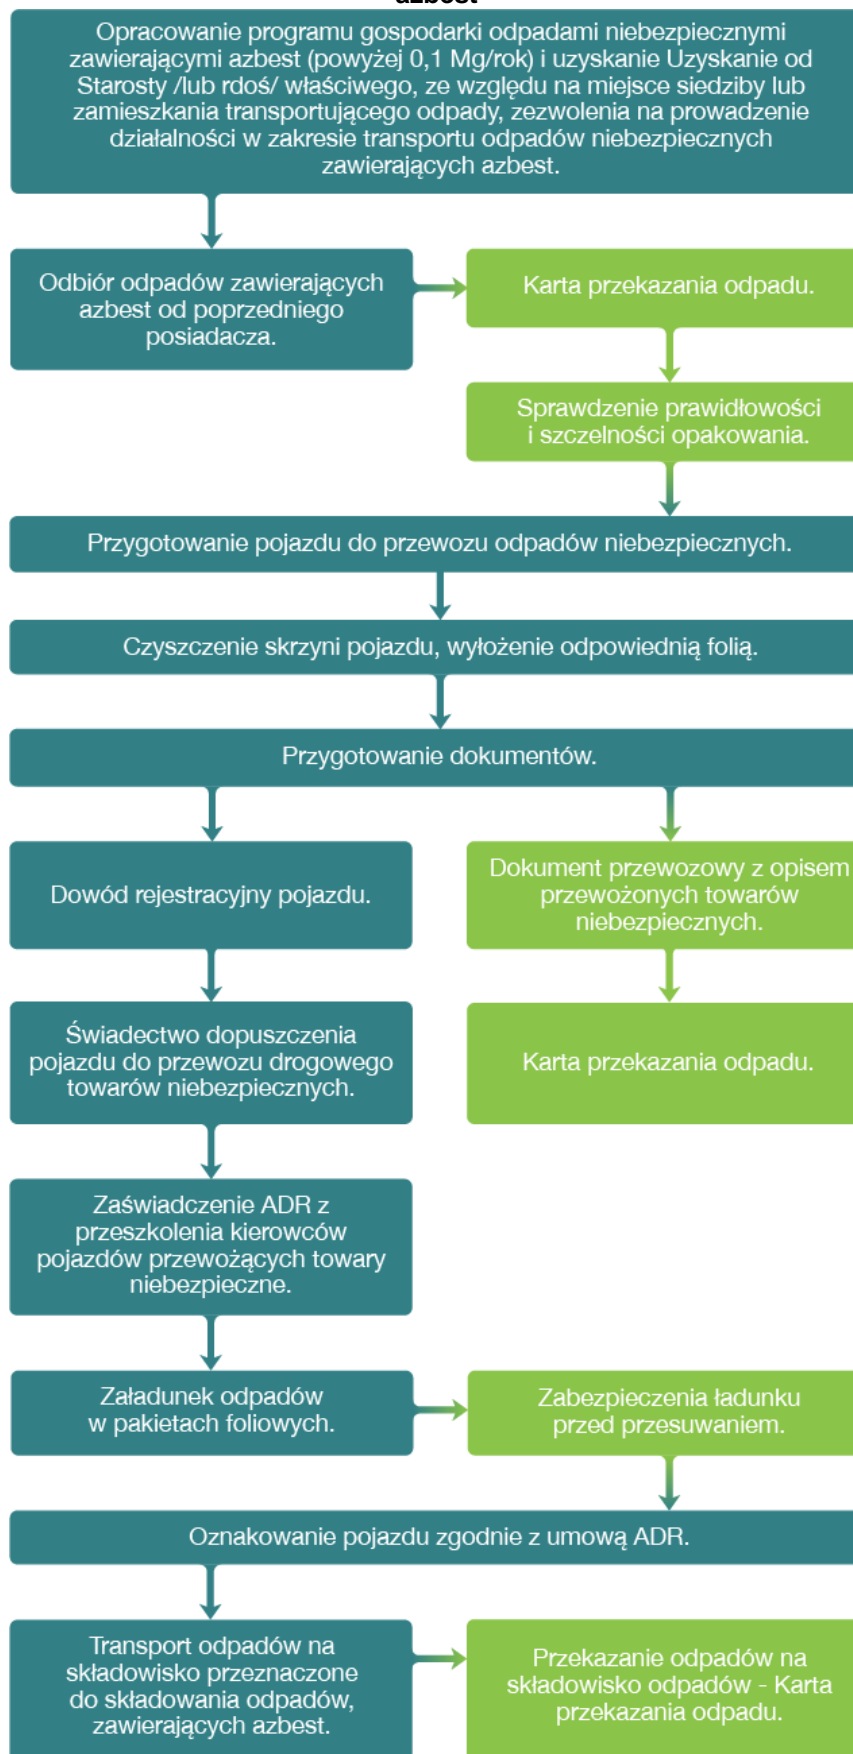 azbest
Opracowanie programu gospodarki odpadami niebezpiecznymi
zawierającymi azbest (powyżej 0,1 Mg/rok) i uzyskanie Uzyskanie od
Starosty /lub rdoś/ właściwego, ze względu na miejsce siedziby lub
zamieszkania transportującego odpady, zezwolenia na prowadzenie
działalności w zakresie transportu odpadów niebezpiecznych
zawierających azbest.
Odbiór odpadów zawierających
azbest od poprzedniego
posiadacza.
Karta przekazania odpadu.
Sprawdzenie prawidłowości
i szczelności opakowania.
Przygotowanie pojazdu do przewozu odpadów niebezpiecznych.
Czyszczenie skrzyni pojazdu, wyłożenie odpowiednią folią.
Przygotowanie dokumentów.
Dowód rejestracyjny pojazdu.
Dokument przewozowy z opisem
przewożonych towarów
niebezpiecznych.
Świadectwo dopuszczenia
pojazdu do przewozu drogowego
towarów niebezpiecznych.
Karta przekazania odpadu.
Zaświadczenie ADR z
przeszkolenia kierowców
pojazdów przewożących towary
niebezpieczne.
Załadunek odpadów
w pakietach foliowych.
Zabezpieczenia ładunku
przed przesuwaniem.
Oznakowanie pojazdu zgodnie z umową ADR.
Transport odpadów na
składowisko przeznaczone
do składowania odpadów,
zawierających azbest.
Przekazanie odpadów na
składowisko odpadów - Karta
przekazania odpadu.